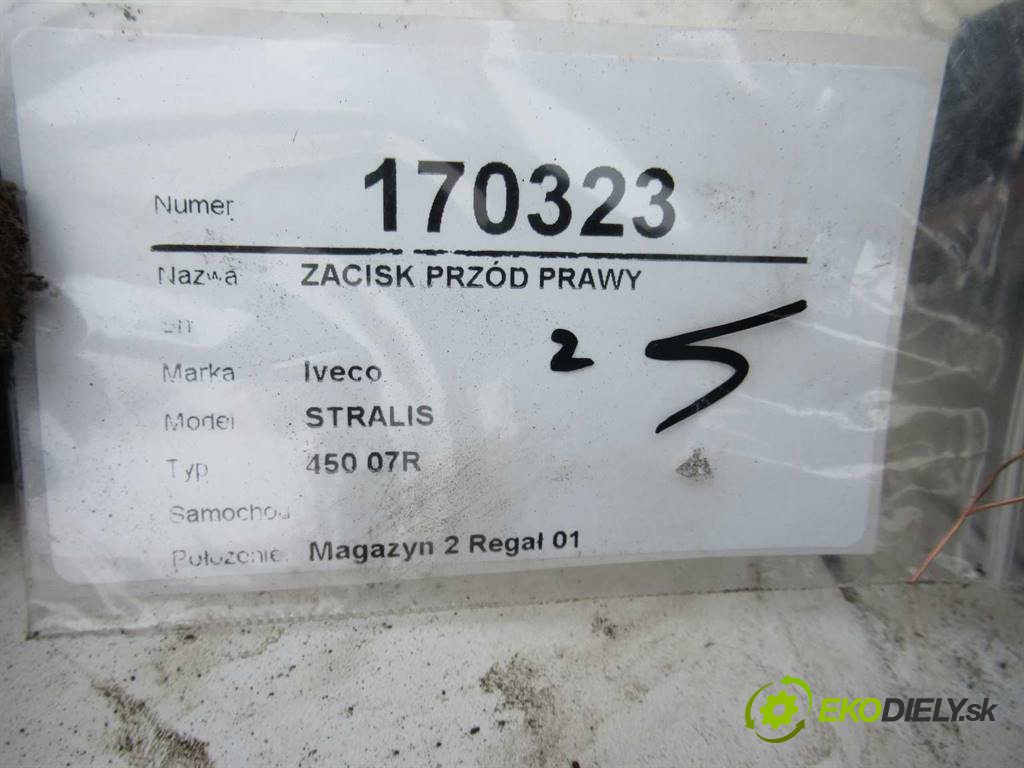 Numer 170323
Nazwa ZACISK PRZÓD PRAWY
Marka Iveco
Model STRALIS
Typ 450 07R
Samochod
Położenie Magazyn 2 Regał 01
2 5
EKODIELY.sk